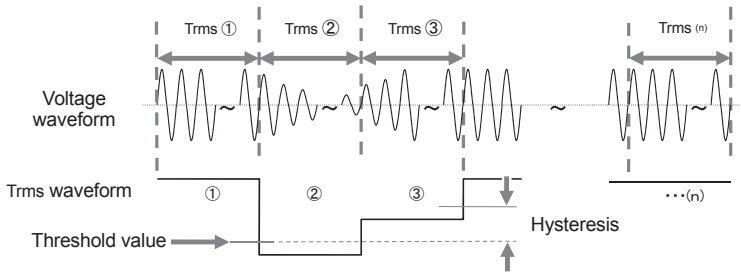 Trms ①
Trms ②
Trms ③
Trms (n)
Voltage
waveform
~
~
~
~
~
~
Trms waveform
①
②
③
···(n)
Hysteresis
Threshold value